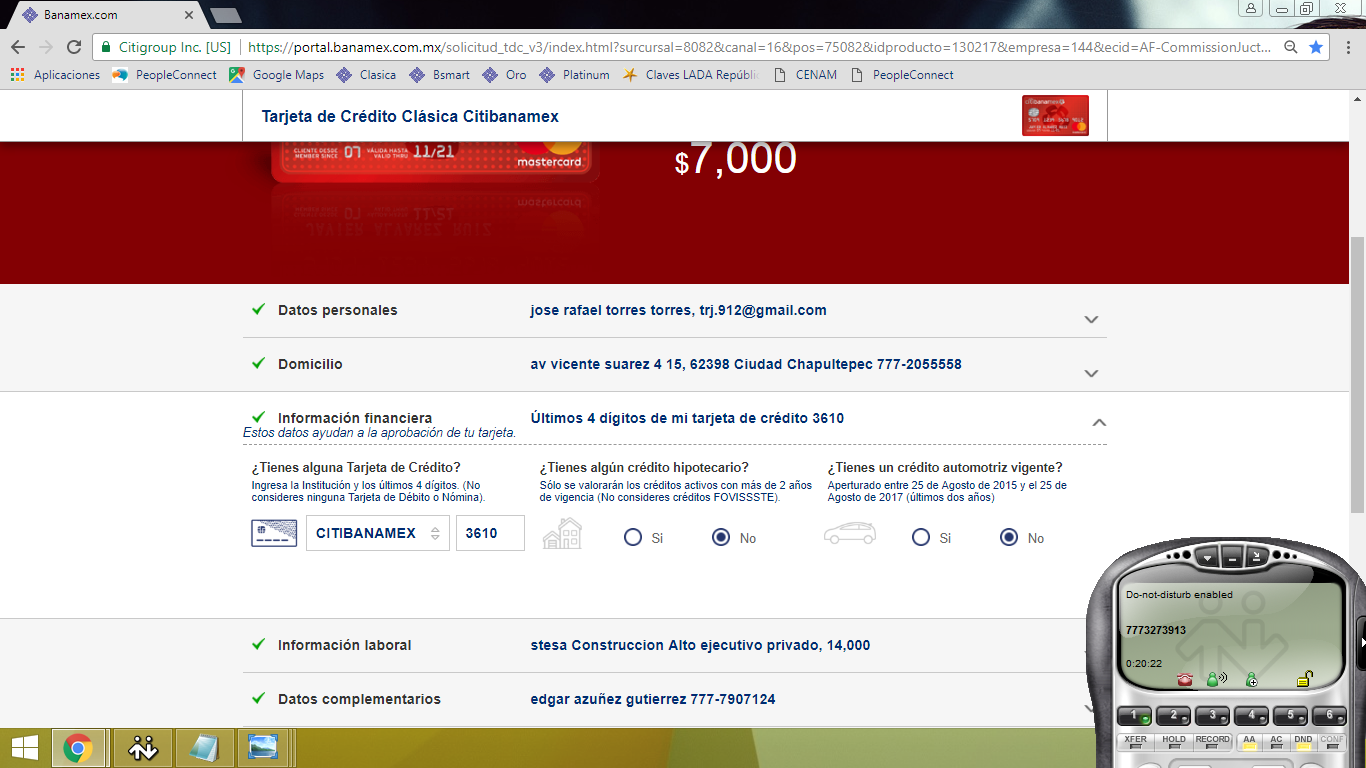 Banamex.com
Citigroup Inc. [US] https://portal.banamex.com.mx/solicitud_tdc_v3/index.html?surcursal=8082&canal=16&pos=75082&idproducto=130217&empresa=144&ecid=AF-CommissionJuct...
Aplicaciones PeopleConnect Google Maps Clasica Bsmart Oro Platinum Claves LADA Repúbli CENAM PeopleConnect
Tarjeta de Crédito Clásica Citibanamex
CLIENTE DESDE MEMBER SINCE 07 VÁLIDA HASTA VALID THRU 11/21
mastercard
$7,000
Datos personales jose rafael torres torres, trj.912@gmail.com
Domicilio av vicente suarez 4 15, 62398 Ciudad Chapultepec 777-2055558
Información financiera Últimos 4 dígitos de mi tarjeta de crédito 3610
Estos datos ayudan a la aprobación de tu tarjeta.
¿Tienes alguna Tarjeta de Crédito?
Ingresa la Institución y los últimos 4 dígitos. (No
consideres ninguna Tarjeta de Débito o Nómina).
CITIBANAMEX 3610
¿Tienes algún crédito hipotecario?
Sólo se valorarán los créditos activos con más de 2 años
de vigencia (No consideres créditos FOVISSSTE).
Si No
¿Tienes un crédito automotriz vigente?
Aperturado entre 25 de Agosto de 2015 y el 25 de
Agosto de 2017 (últimos dos años)
Si No
Información laboral stesa Construccion Alto ejecutivo privado, 14,000
Datos complementarios edgar azuñez gutierrez 777-7907124
Do-not-disturb enabled
7773273913
0:20:22
1 2 3 4 5 6
XFER HOLD RECORD AA AC DND CONF